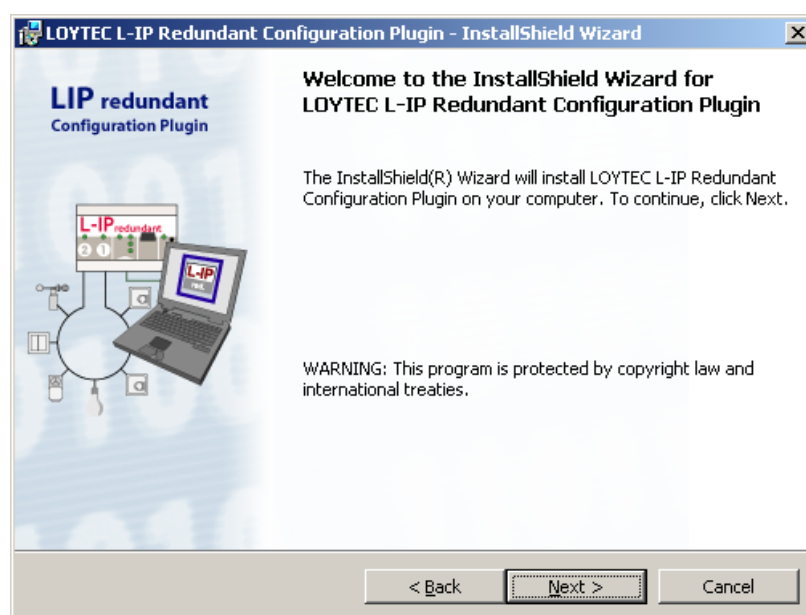 LOYTEC L-IP Redundant Configuration Plugin - InstallShield Wizard
LIP redundant
Configuration Plugin
Welcome to the InstallShield Wizard for
LOYTEC L-IP Redundant Configuration Plugin
The InstallShield(R) Wizard will install LOYTEC L-IP Redundant
Configuration Plugin on your computer. To continue, click Next.
L-IP redundant
2 1
L-IP
WARNING: This program is protected by copyright law and
international treaties.
< Back
Next >
Cancel